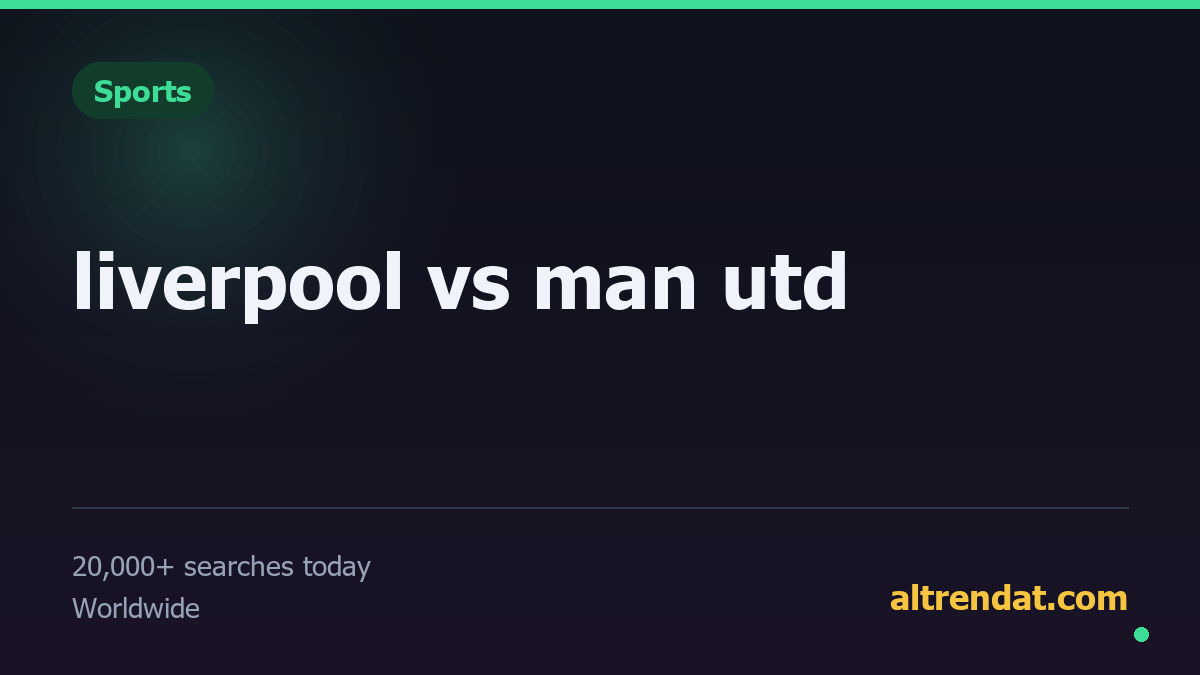 Sports
liverpool vs man utd
20,000+ searches today
Worldwide
altrendat.com